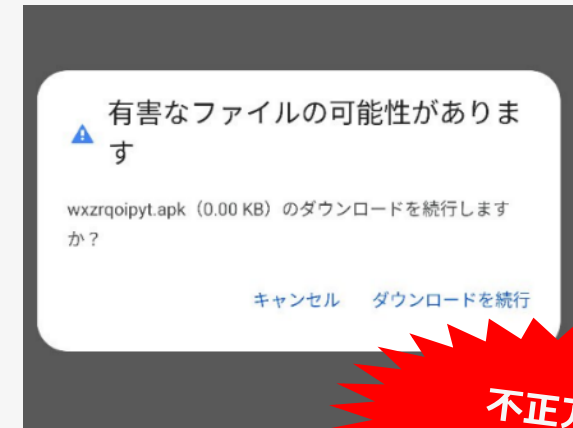 有害なファイルの可能性がありま
す
wxzrqoipyt.apk（0.00 KB）のダウンロードを続行します
か？
キャンセル ダウンロードを続行
不正